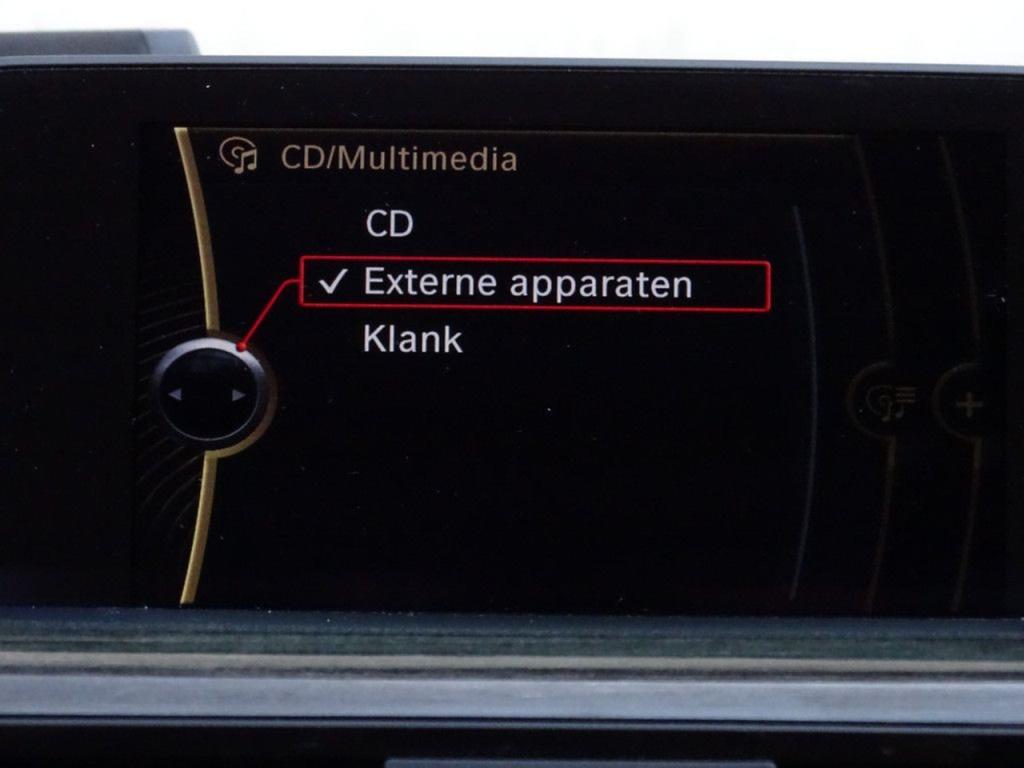 CD/Multimedia
CD
Externe apparaten
Klank